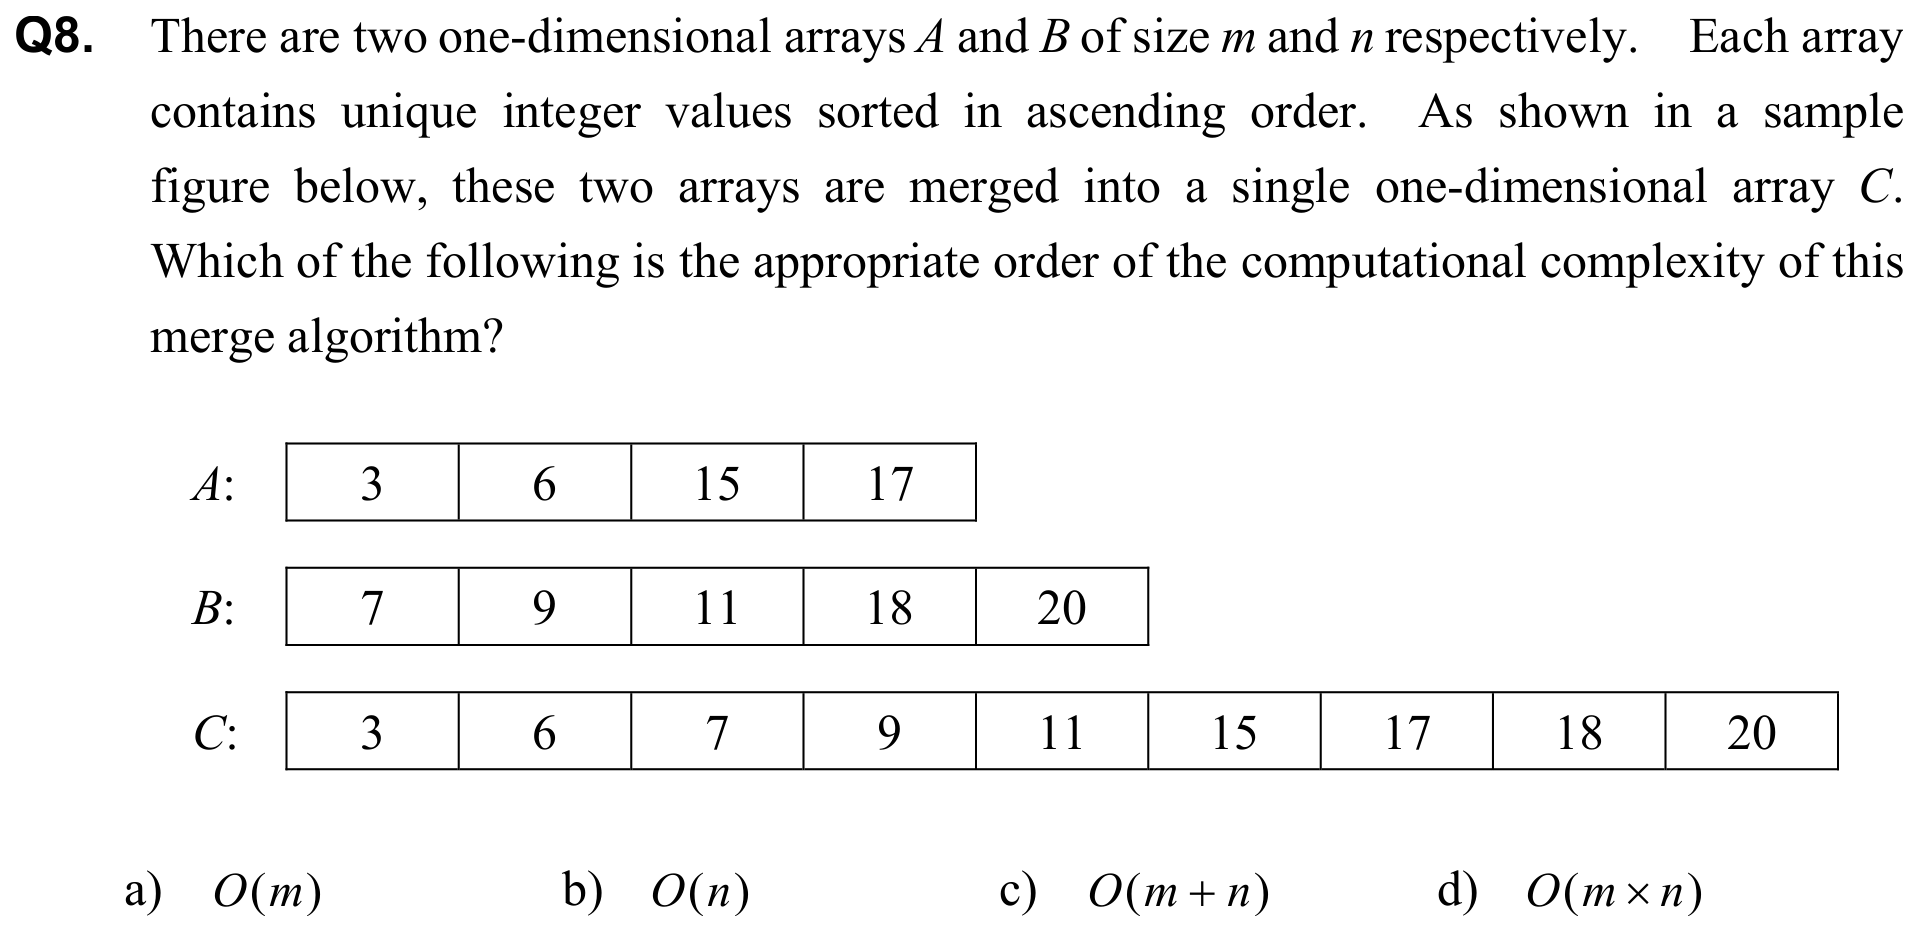 Q8. There are two one-dimensional arrays A and B of size m and n respectively. Each array
contains unique integer values sorted in ascending order. As shown in a sample
figure below, these two arrays are merged into a single one-dimensional array C.
Which of the following is the appropriate order of the computational complexity of this
merge algorithm?
A: 3 6 15 17
B: 7 9 11 18 20
C: 3 6 7 9 11 15 17 18 20
a) O(m) b) O(n) c) O(m + n) d) O(m × n)